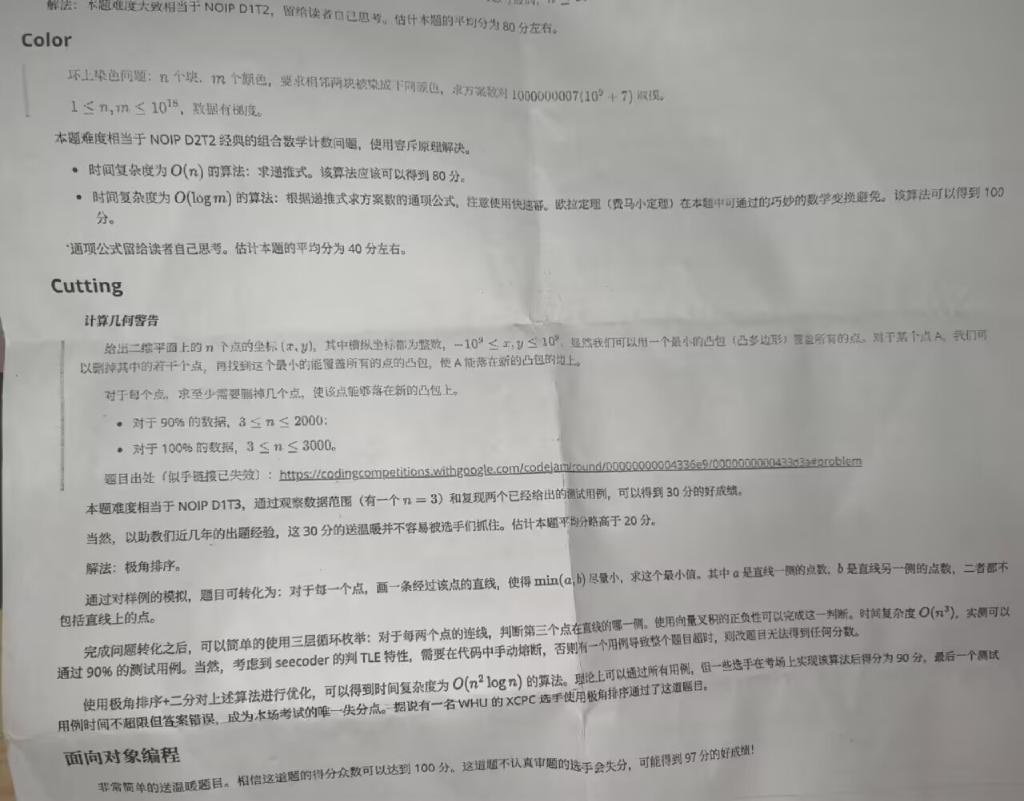 解法：本题难度大致相当于 NOIP D1T2，留给读者自己思考。估计本题的平均分为 80 分左右。
Color
环上染色问题：n 个块，m 个颜色，要求相邻两块被染成不同颜色，求方案数对 1000000007(10⁹ + 7) 取模。
1 ≤ n, m ≤ 10¹⁸，数据有梯度。
本题难度相当于 NOIP D2T2 经典的组合数学计数问题，使用容斥原理解决。
• 时间复杂度为 O(n) 的算法：求递推式。该算法应该可以得到 80 分。
• 时间复杂度为 O(log m) 的算法：根据递推式求方案数的通项公式，注意使用快速幂。欧拉定理（费马小定理）在本题中可通过的巧妙的数学变换避免。该算法可以得到 100
分。
通项公式留给读者自己思考。估计本题的平均分为 40 分左右。
Cutting
计算几何警告
给出二维平面上的 n 个点的坐标 (x, y)，其中横纵坐标都为整数，−10⁹ ≤ x, y ≤ 10⁹，显然我们可以用一个最小的凸包（凸多边形）覆盖所有的点。对于某个点 A，我们可
以删掉其中的若干个点，再找到这个最小的能覆盖所有的点的凸包，使 A 能落在新的凸包的边上。
对于每个点，求至少需要删掉几个点，使该点能够落在新的凸包上。
• 对于 90% 的数据，3 ≤ n ≤ 2000；
• 对于 100% 的数据，3 ≤ n ≤ 3000。
题目出处（似乎链接已失效）：https://codingcompetitions.withgoogle.com/codejam/round/00000000004336e9/0000000000433d3a#problem
本题难度相当于 NOIP D1T3，通过观察数据范围（有一个 n = 3）和复现两个已经给出的测试用例，可以得到 30 分的好成绩。
当然，以助教们近几年的出题经验，这 30 分的送温暖并不容易被选手们抓住。估计本题平均分略高于 20 分。
解法：极角排序。
通过对样例的模拟，题目可转化为：对于每一个点，画一条经过该点的直线，使得 min(a, b) 尽量小，求这个最小值。其中 a 是直线一侧的点数，b 是直线另一侧的点数，二者都不
包括直线上的点。
完成问题转化之后，可以简单的使用三层循环枚举：对于每两个点的连线，判断第三个点在直线的哪一侧。使用向量叉积的正负性可以完成这一判断。时间复杂度 O(n³)，实测可以
通过 90% 的测试用例。当然，考虑到 seecoder 的判 TLE 特性，需要在代码中手动熔断，否则有一个用例导致整个题目超时，则改题目无法得到任何分数。
使用极角排序+二分对上述算法进行优化，可以得到时间复杂度为 O(n² log n) 的算法。理论上可以通过所有用例，但一些选手在考场上实现该算法后得分为 90 分，最后一个测试
用例时间不超限但答案错误，成为本场考试的唯一失分点。据说有一名 WHU 的 XCPC 选手使用极角排序通过了这道题目。
面向对象编程
非常简单的送温暖题目。相信这道题的得分众数可以达到 100 分。这道题不认真审题的选手会失分，可能得到 97 分的好成绩！